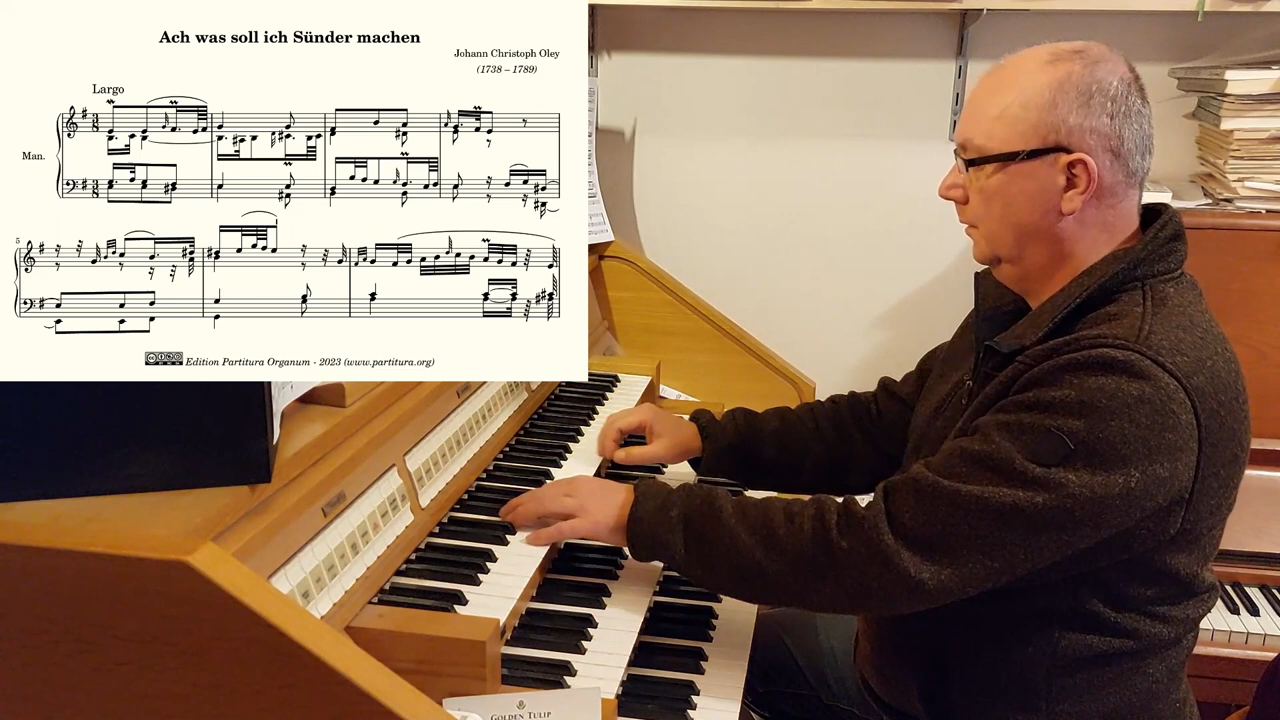 Ach was soll ich Sünder machen
Johann Christoph Oley
(1738 – 1789)
Largo
Man.
5
Edition Partitura Organum - 2023 (www.partitura.org)
GOLDEN TULIP